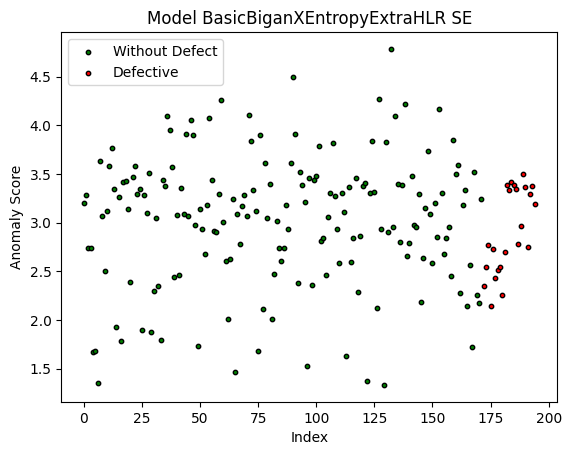 Model BasicBiganXEntropyExtraHLR SE
Without Defect
Defective
Anomaly Score
4.5
4.0
3.5
3.0
2.5
2.0
1.5
0 25 50 75 100 125 150 175 200
Index